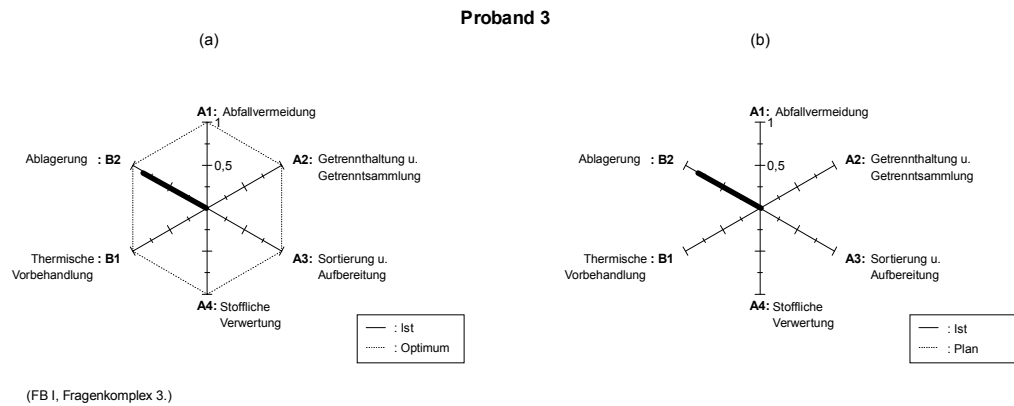 Proband 3
(a)
A1: Abfallvermeidung
1
0,5
Ablagerung : B2
A2: Getrennthaltung u.
Getrenntsammlung
Thermische : B1
Vorbehandlung
A3: Sortierung u.
Aufbereitung
A4: Stoffliche
Verwertung
: Ist
: Optimum
(b)
A1: Abfallvermeidung
1
0,5
Ablagerung : B2
A2: Getrennthaltung u.
Getrenntsammlung
Thermische : B1
Vorbehandlung
A3: Sortierung u.
Aufbereitung
A4: Stoffliche
Verwertung
: Ist
: Plan
(FB I, Fragenkomplex 3.)